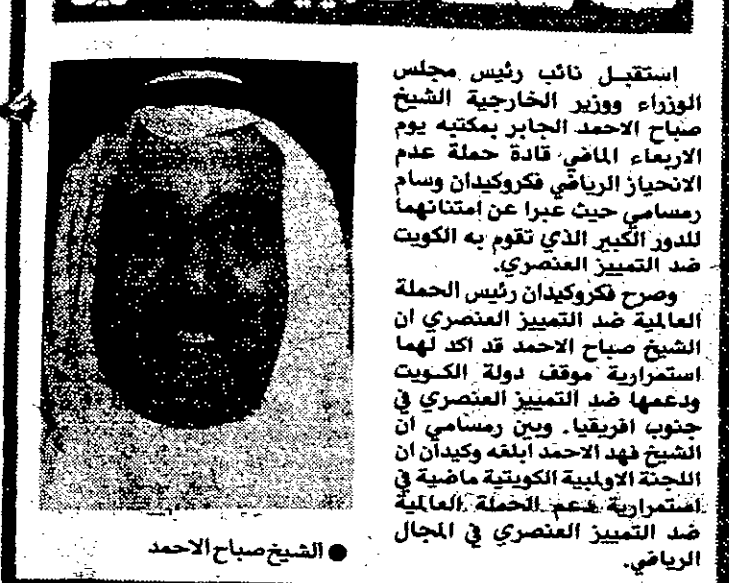 استقبل نائب رئيس مجلس
الوزراء ووزير الخارجية الشيخ
صباح الاحمد الجابر بمكتبه يوم
الاربعاء الماضي قادة حملة عدم
الانحياز الرياضي فكروكيدان وسام
رمسامي حيث عبرا عن امتنانهما
للدور الكبير الذي تقوم به الكويت
ضد التمييز العنصري.
وصرح فكروكيدان رئيس الحملة
العالمية ضد التمييز العنصري ان
الشيخ صباح الاحمد قد اكد لهما
استمرارية موقف دولة الكويت
ودعمها ضد التمييز العنصري في
جنوب افريقيا. وبين رمسامي ان
الشيخ فهد الاحمد ابلغه وكيدان ان
اللجنة الاولمبية الكويتية ماضية في
استمرارية دعم الحملة العالمية
ضد التمييز العنصري في المجال
الرياضي.
● الشيخ صباح الاحمد